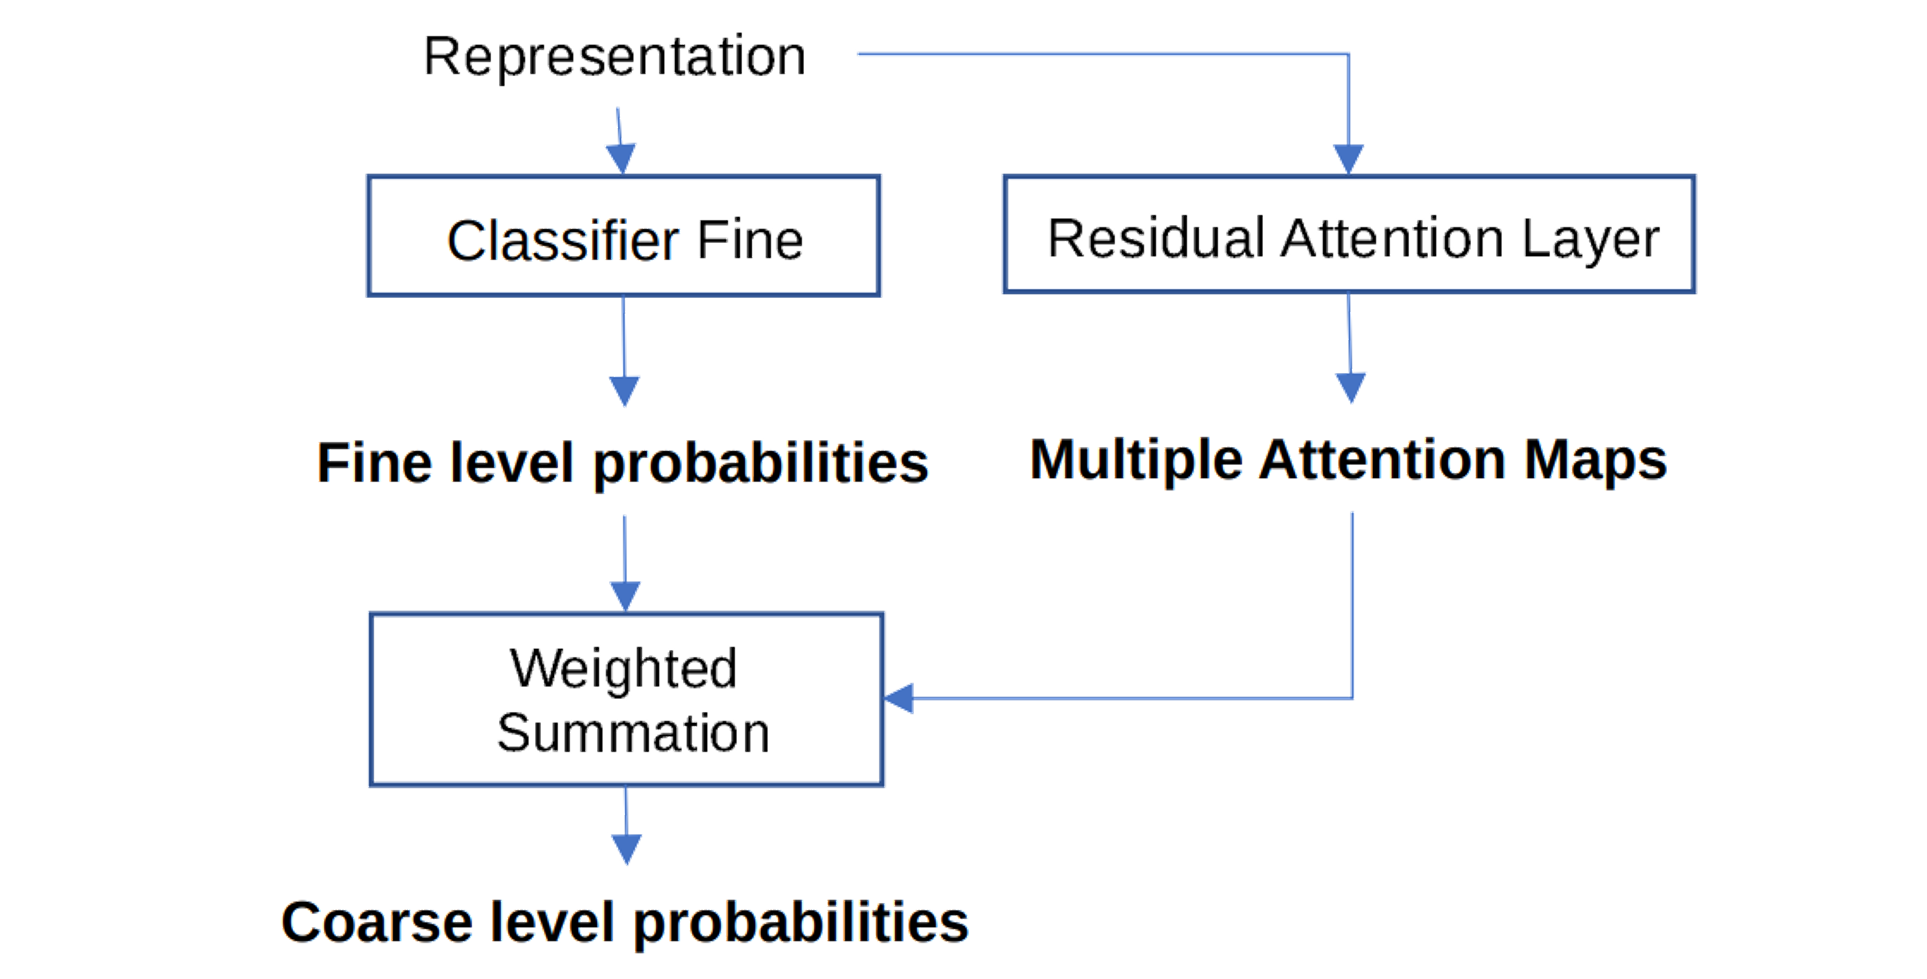 Representation
Classifier Fine
Residual Attention Layer
Fine level probabilities
Multiple Attention Maps
Weighted
Summation
Coarse level probabilities